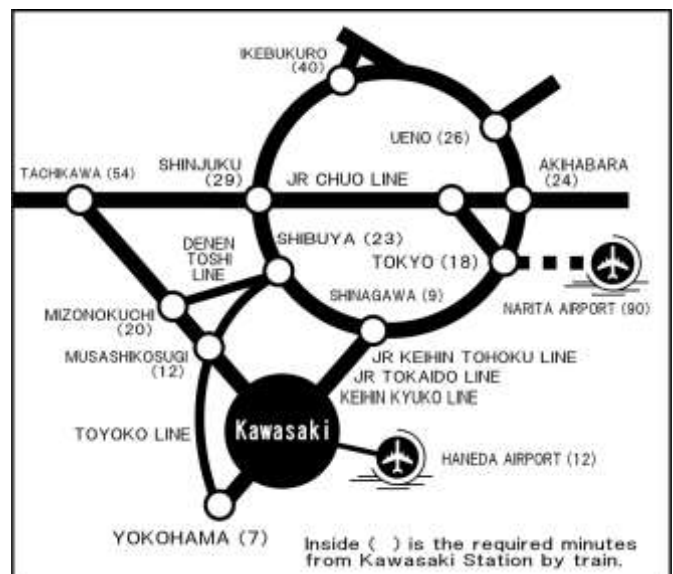 IKEBUKURO
(40)
UENO (26)
SHINJUKU
(29)
JR CHUO LINE
AKIHABARA
(24)
TACHIKAWA (54)
DENEN
TOSHI
LINE
SHIBUYA (23)
TOKYO (18)
SHINAGAWA (9)
NARITA AIRPORT (90)
MIZONOKUCHI
(20)
MUSASHIKOSUGI
(12)
JR KEIHIN TOHOKU LINE
JR TOKAIDO LINE
KEIHIN KYUKO LINE
Kawasaki
TOYOKO LINE
HANEDA AIRPORT (12)
YOKOHAMA (7)
Inside ( ) is the required minutes
from Kawasaki Station by train.